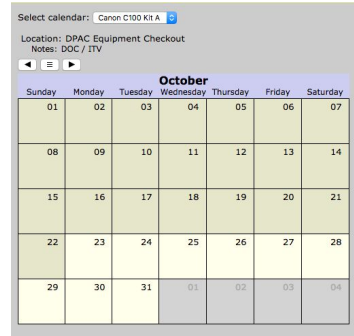 Select calendar: Canon C100 Kit A
Location: DPAC Equipment Checkout
Notes: DOC / ITV
October
Sunday Monday Tuesday Wednesday Thursday Friday Saturday
01 02 03 04 05 06 07
08 09 10 11 12 13 14
15 16 17 18 19 20 21
22 23 24 25 26 27 28
29 30 31 01 02 03 04